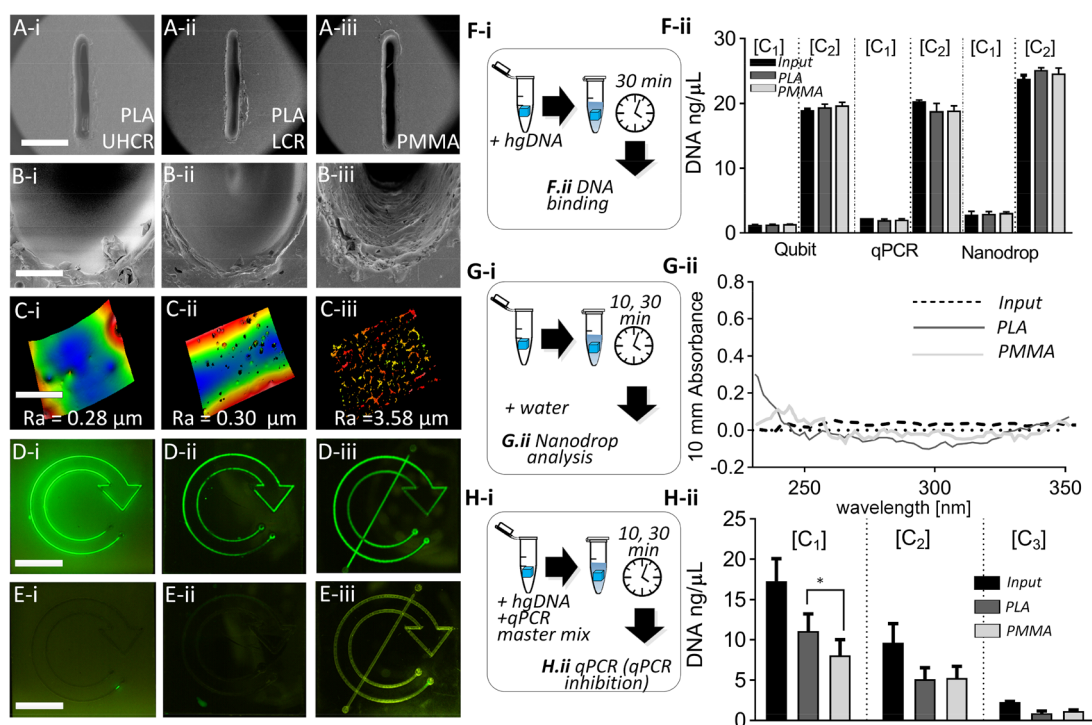 A-i
A-ii
A-iii
PLA
UHCR
PLA
LCR
PMMA
B-i
B-ii
B-iii
C-i
C-ii
C-iii
Ra = 0.28 μm
Ra = 0.30 μm
Ra =3.58 μm
D-i
D-ii
D-iii
E-i
E-ii
E-iii
F-i
30 min
+ hgDNA
F.ii DNA
binding
G-i
10, 30
min
+ water
G.ii Nanodrop
analysis
H-i
10, 30
min
+ hgDNA
+qPCR
master mix
H.ii qPCR (qPCR
inhibition)
F-ii
DNA ng/μL
30
20
10
0
[C1] [C2] [C1] [C2] [C1] [C2]
Input
PLA
PMMA
Qubit qPCR Nanodrop
G-ii
10 mm Absorbance
0.8
0.6
0.4
0.2
0.0
-0.2
Input
PLA
PMMA
250 300 350
wavelength [nm]
H-ii
DNA ng/μL
25
20
15
10
5
0
[C1] [C2] [C3]
*
Input
PLA
PMMA